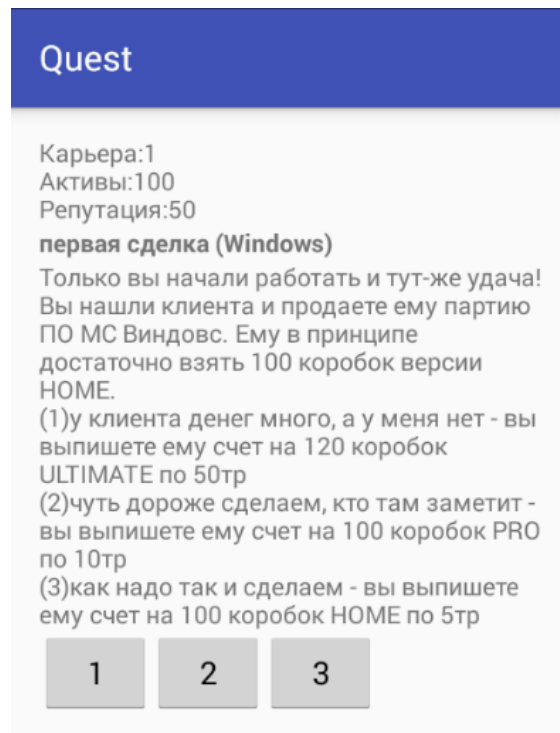 Quest
Карьера:1
Активы:100
Репутация:50
первая сделка (Windows)
Только вы начали работать и тут-же удача!
Вы нашли клиента и продаете ему партию
ПО МС Виндовс. Ему в принципе
достаточно взять 100 коробок версии
HOME.
(1)у клиента денег много, а у меня нет - вы
выпишете ему счет на 120 коробок
ULTIMATE по 50тр
(2)чуть дороже сделаем, кто там заметит -
вы выпишете ему счет на 100 коробок PRO
по 10тр
(3)как надо так и сделаем - вы выпишете
ему счет на 100 коробок HOME по 5тр
1 2 3